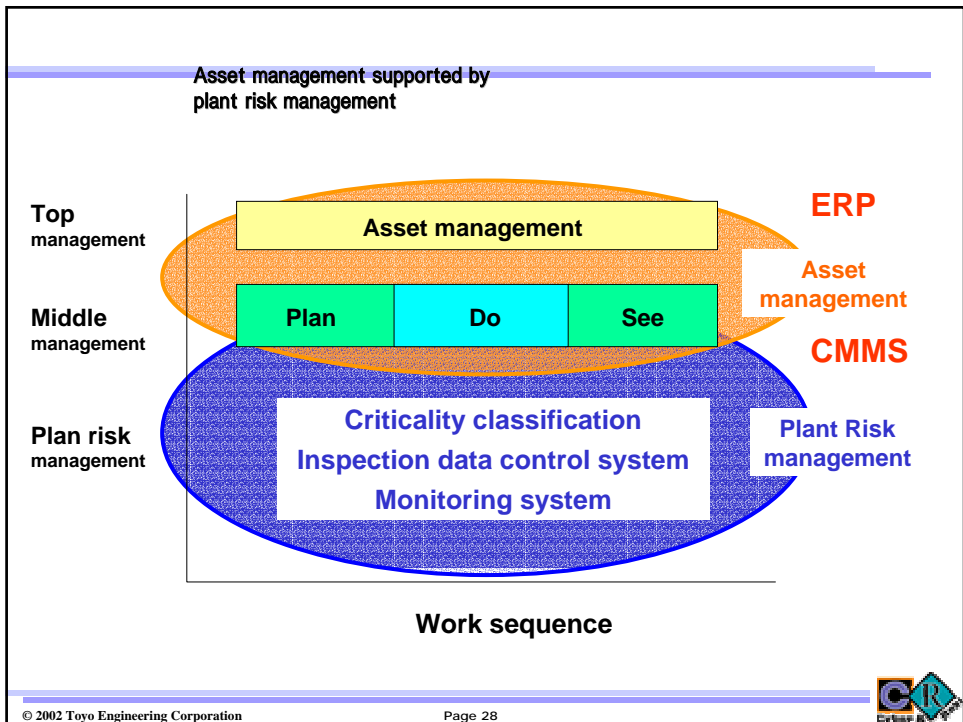 Asset management supported by
plant risk management
Top
management
Asset management
ERP
Asset
management
Middle
management
Plan
Do
See
CMMS
Plan risk
management
Criticality classification
Inspection data control system
Monitoring system
Plant Risk
management
Work sequence
© 2002 Toyo Engineering Corporation
Page 28
C R